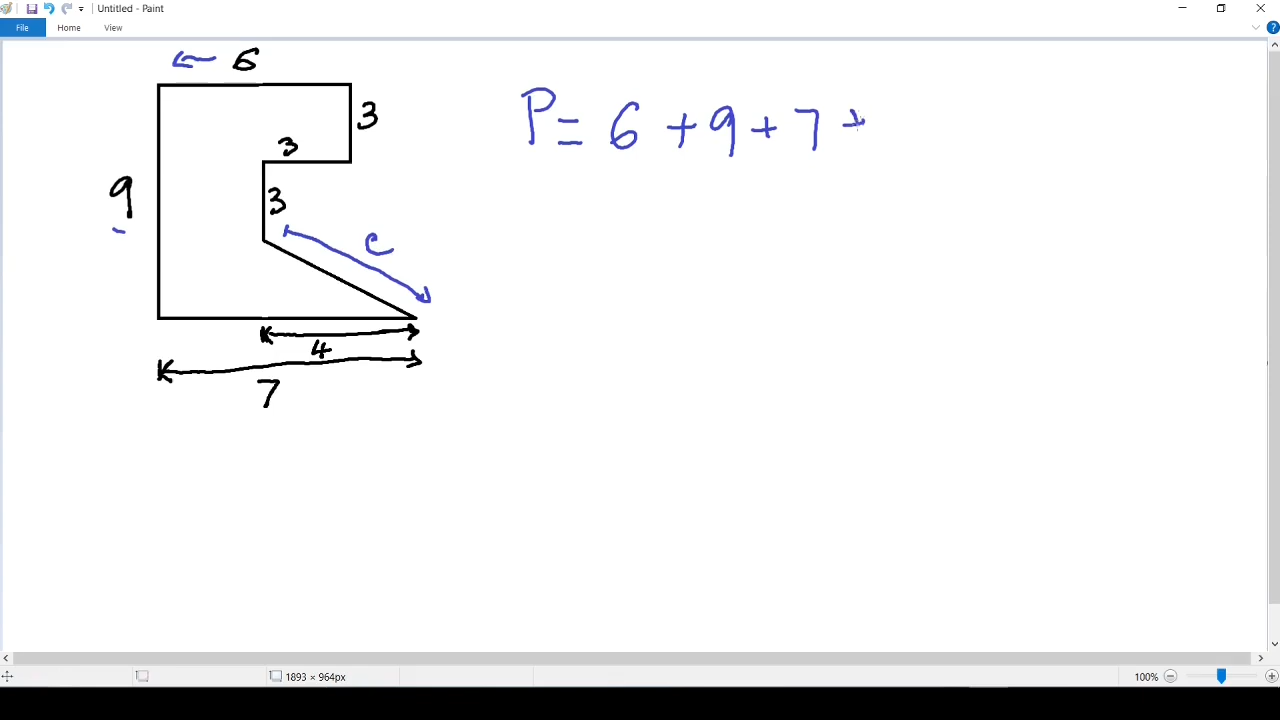 Untitled - Paint
File Home View
← 6
3
3
9
3
c
4
7
P = 6 + 9 + 7 +
1893 × 964px
100%